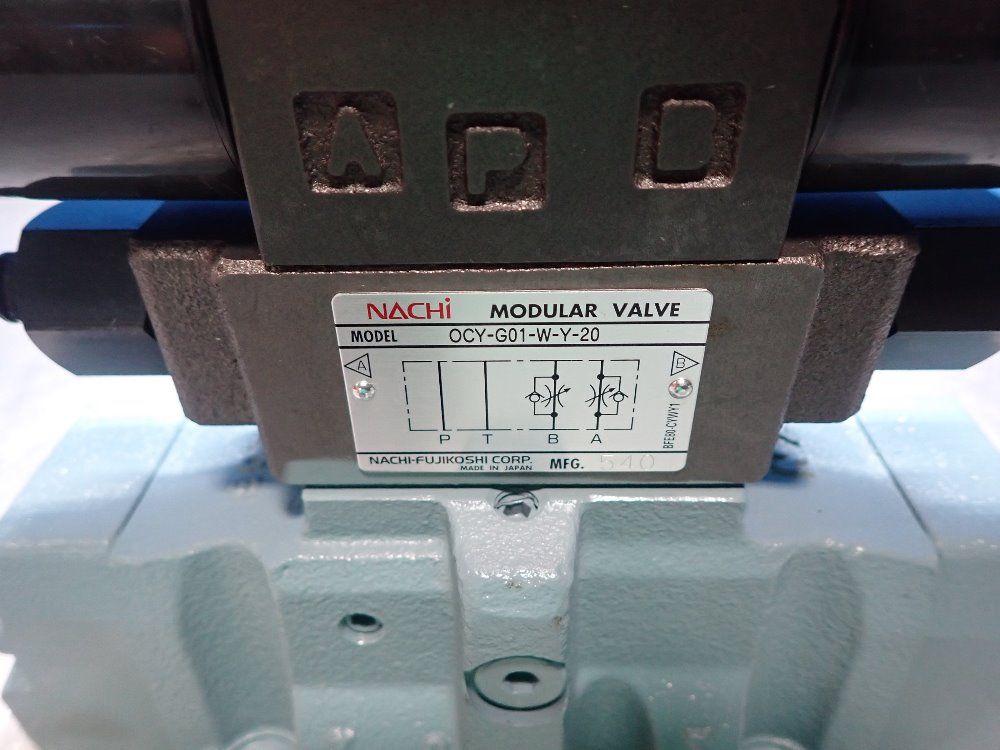 A P B
NACHi MODULAR VALVE
MODEL OCY-G01-W-Y-20
A B
P T B A
BFE80-CYWY1
NACHI-FUJIKOSHI CORP.
MADE IN JAPAN MFG. 540